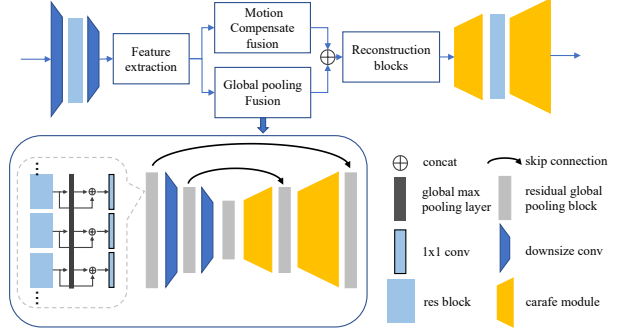 Feature
extraction
Motion
Compensate
fusion
Global pooling
Fusion
Reconstruction
blocks
concat
skip connection
global max
pooling layer
residual global
pooling block
1x1 conv
downsize conv
res block
carafe module